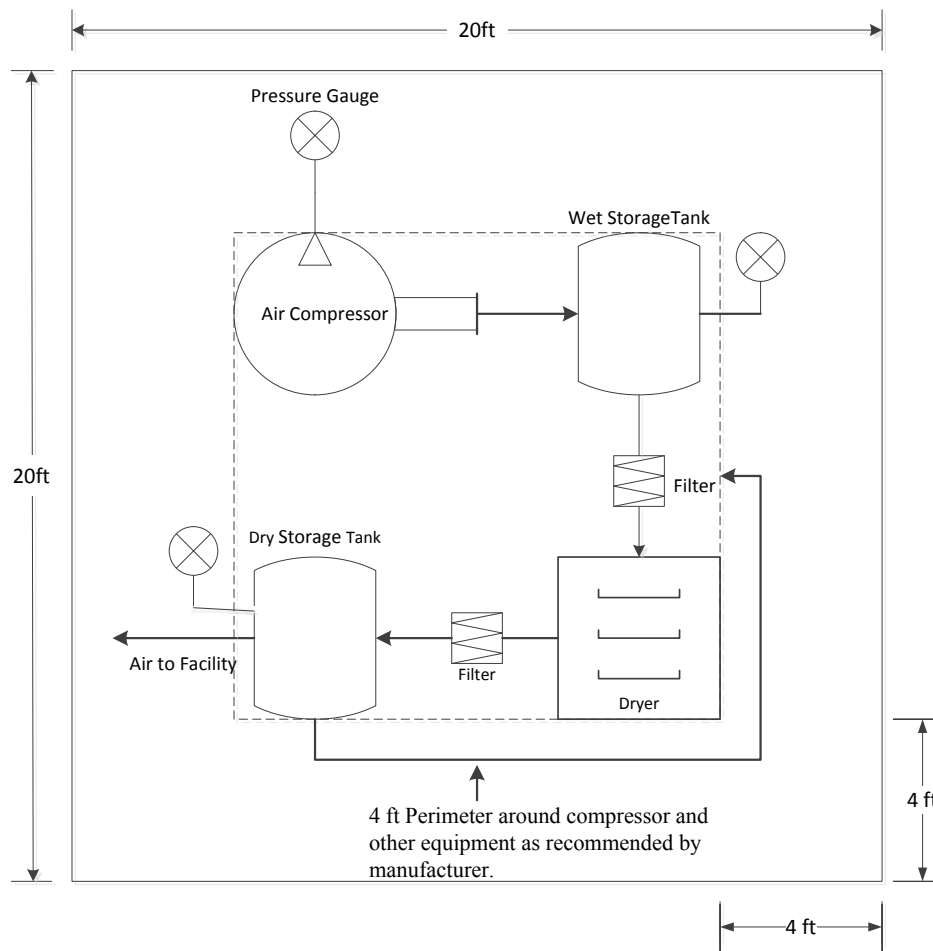 20ft
Pressure Gauge
Wet StorageTank
Air Compressor
20ft
Filter
Dry Storage Tank
Air to Facility
Filter
Dryer
4 ft Perimeter around compressor and
other equipment as recommended by
manufacturer.
4 ft
4 ft